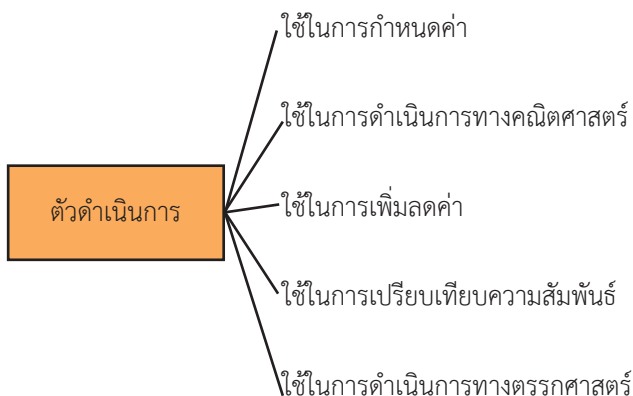 ใช้ในการกำหนดค่า
ใช้ในการดำเนินการทางคณิตศาสตร์
ตัวดำเนินการ
ใช้ในการเพิ่มลดค่า
ใช้ในการเปรียบเทียบความสัมพันธ์
ใช้ในการดำเนินการทางตรรกศาสตร์